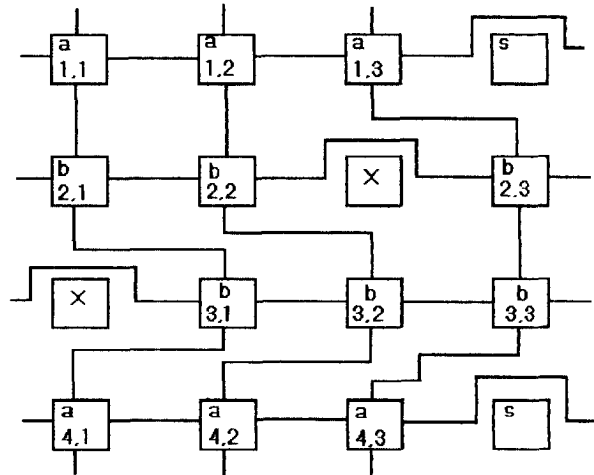 a a a s
1,1 1,2 1,3
b b × b
2,1 2,2 2,3
× b b b
3,1 3,2 3,3
a a a s
4,1 4,2 4,3